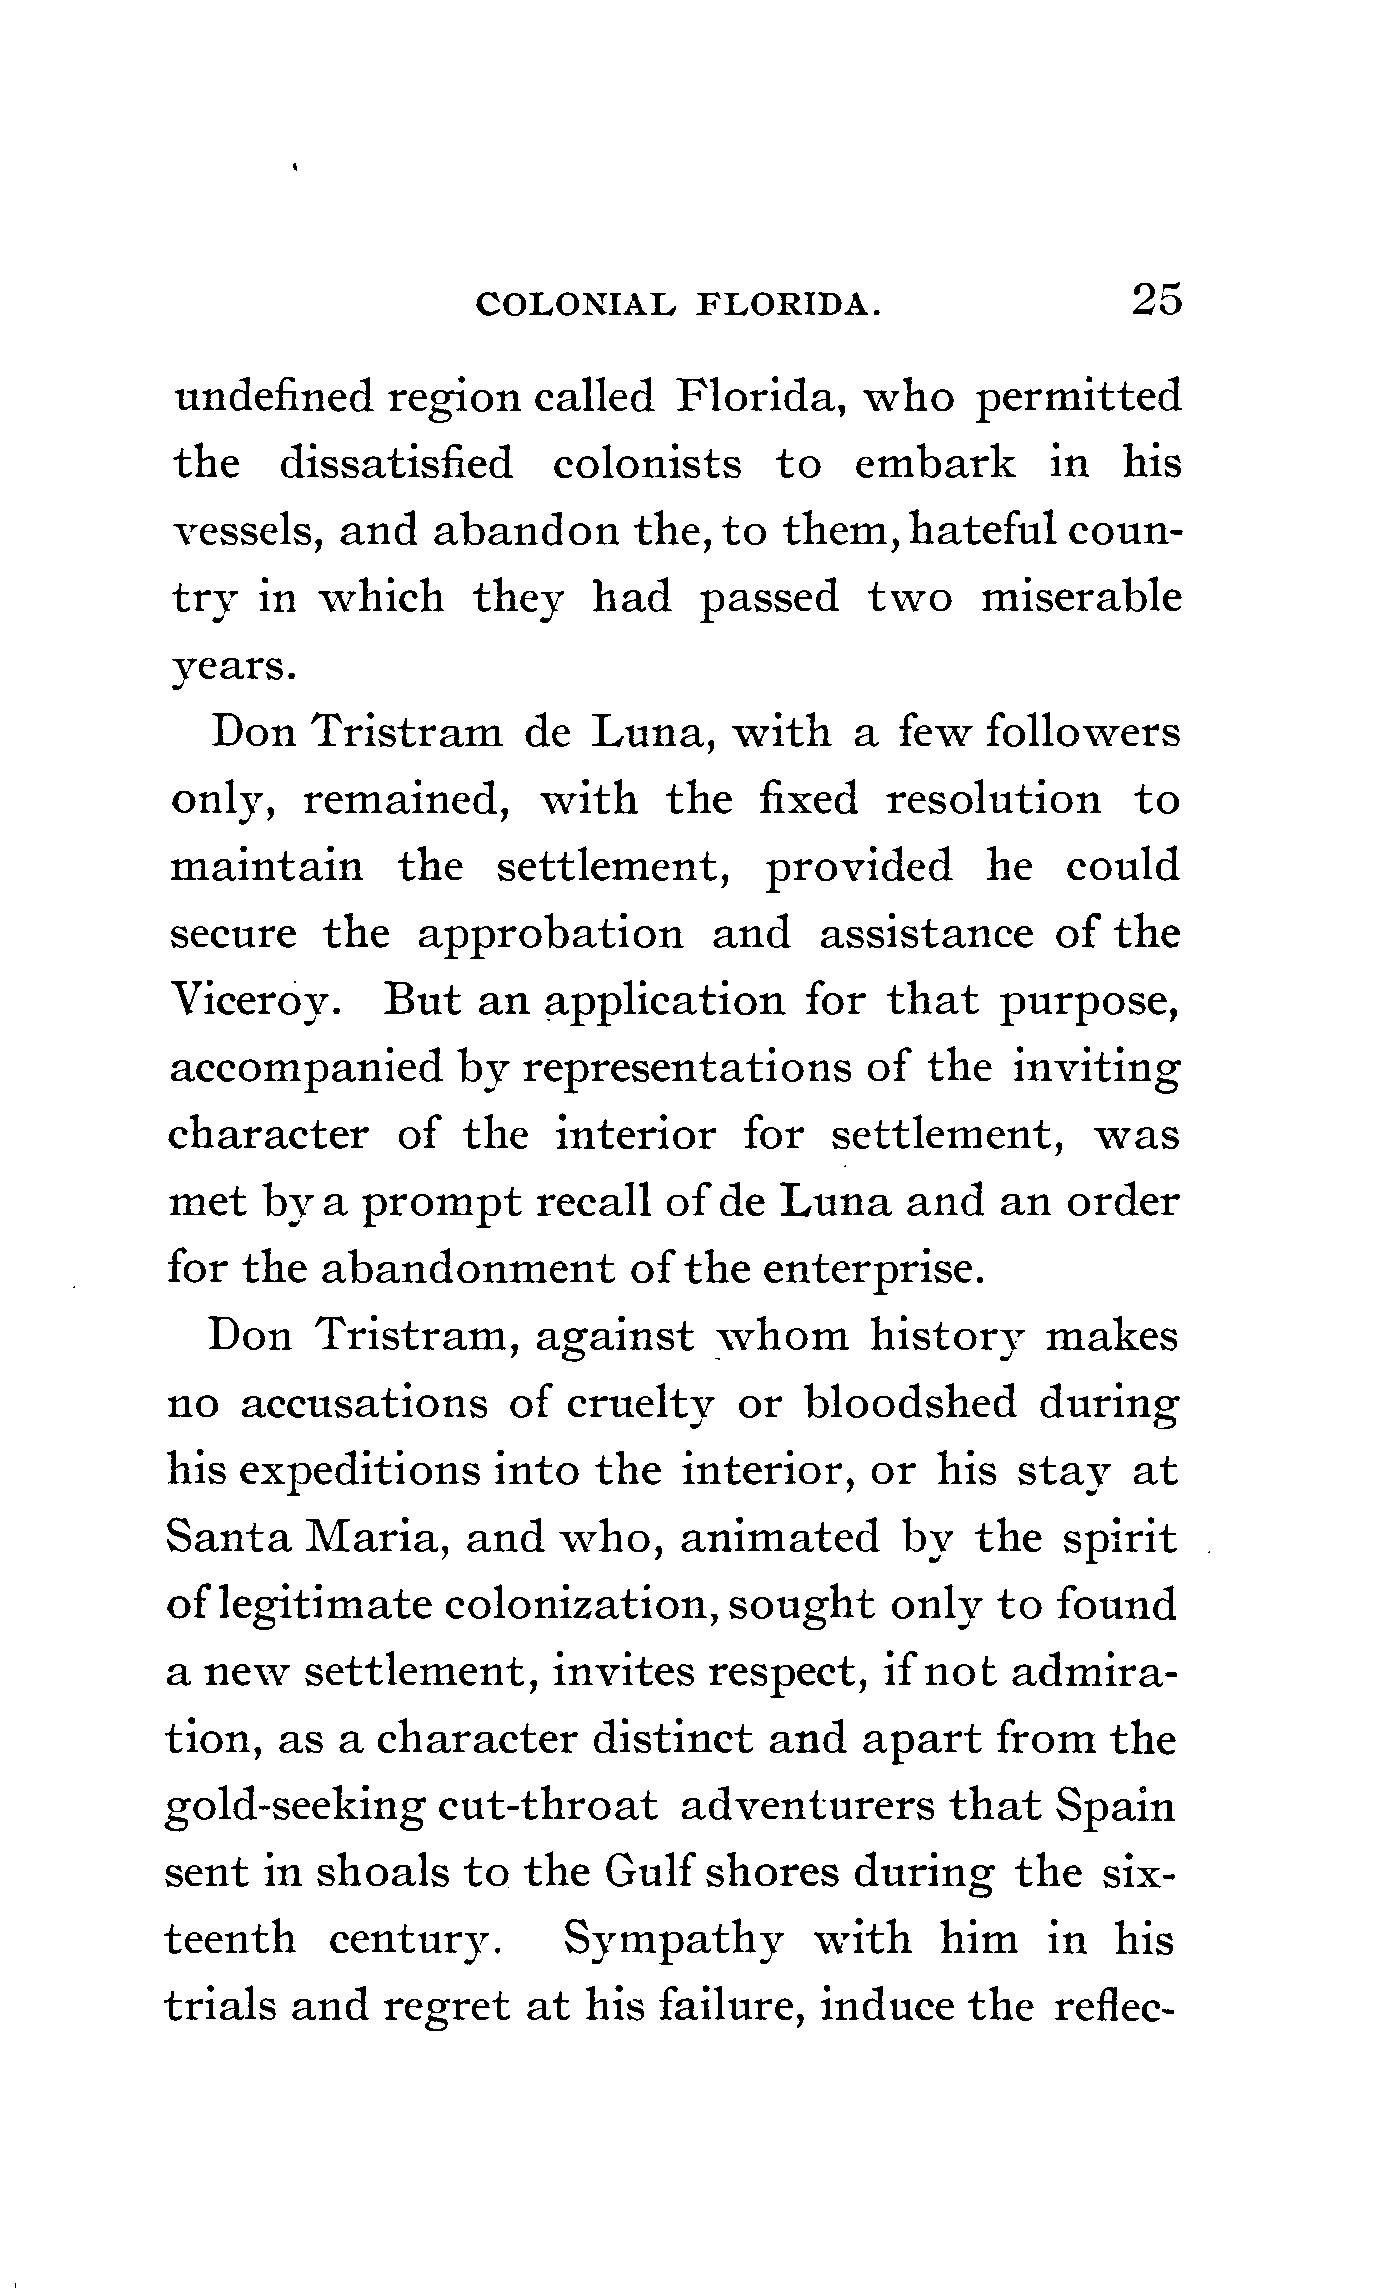 COLONIAL FLORIDA. 25
undefined region called Florida, who permitted
the dissatisfied colonists to embark in his
vessels, and abandon the, to them, hateful coun-
try in which they had passed two miserable
years.
Don Tristram de Luna, with a few followers
only, remained, with the fixed resolution to
maintain the settlement, provided he could
secure the approbation and assistance of the
Viceroy. But an application for that purpose,
accompanied by representations of the inviting
character of the interior for settlement, was
met by a prompt recall of de Luna and an order
for the abandonment of the enterprise.
Don Tristram, against whom history makes
no accusations of cruelty or bloodshed during
his expeditions into the interior, or his stay at
Santa Maria, and who, animated by the spirit
of legitimate colonization, sought only to found
a new settlement, invites respect, if not admira-
tion, as a character distinct and apart from the
gold-seeking cut-throat adventurers that Spain
sent in shoals to the Gulf shores during the six-
teenth century. Sympathy with him in his
trials and regret at his failure, induce the reflec-